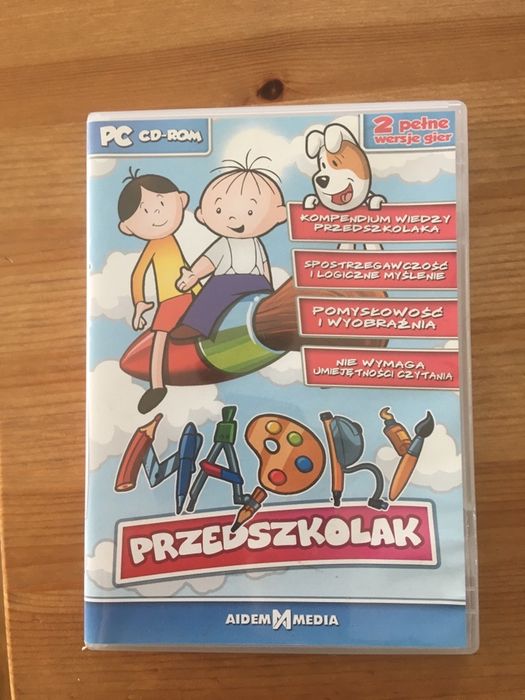 PC CD-ROM
2 pełne
wersje gier
KOMPENDIUM WIEDZY
PRZEDSZKOLAKA
SPOSTRZEGAWCZOŚĆ
I LOGICZNE MYŚLENIE
POMYSŁOWOŚĆ
I WYOBRAŹNIA
NIE WYMAGA
UMIEJĘTNOŚCI CZYTANIA
MĄDRY
PRZEDSZKOLAK
AIDEM MEDIA